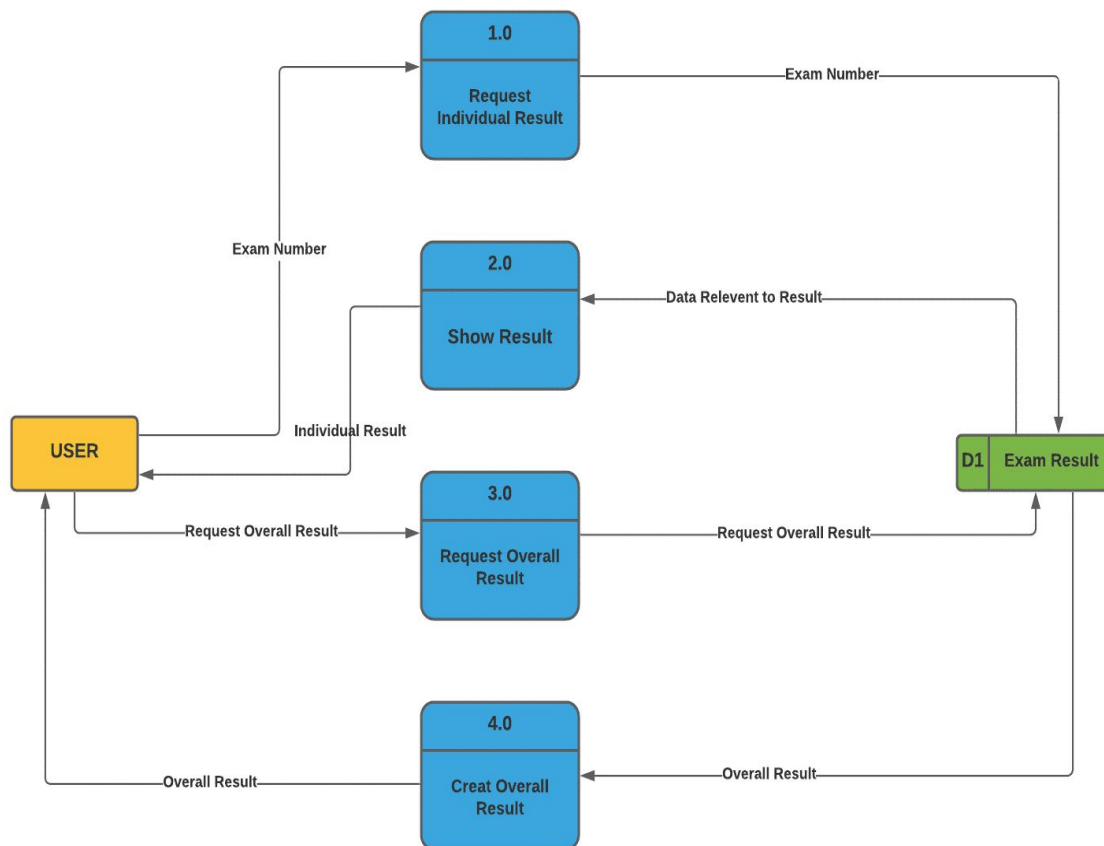 1.0
Request
Individual Result
Exam Number
Exam Number
2.0
Show Result
Data Relevent to Result
Individual Result
USER
D1
Exam Result
3.0
Request Overall
Result
Request Overall Result
Request Overall Result
4.0
Creat Overall
Result
Overall Result
Overall Result